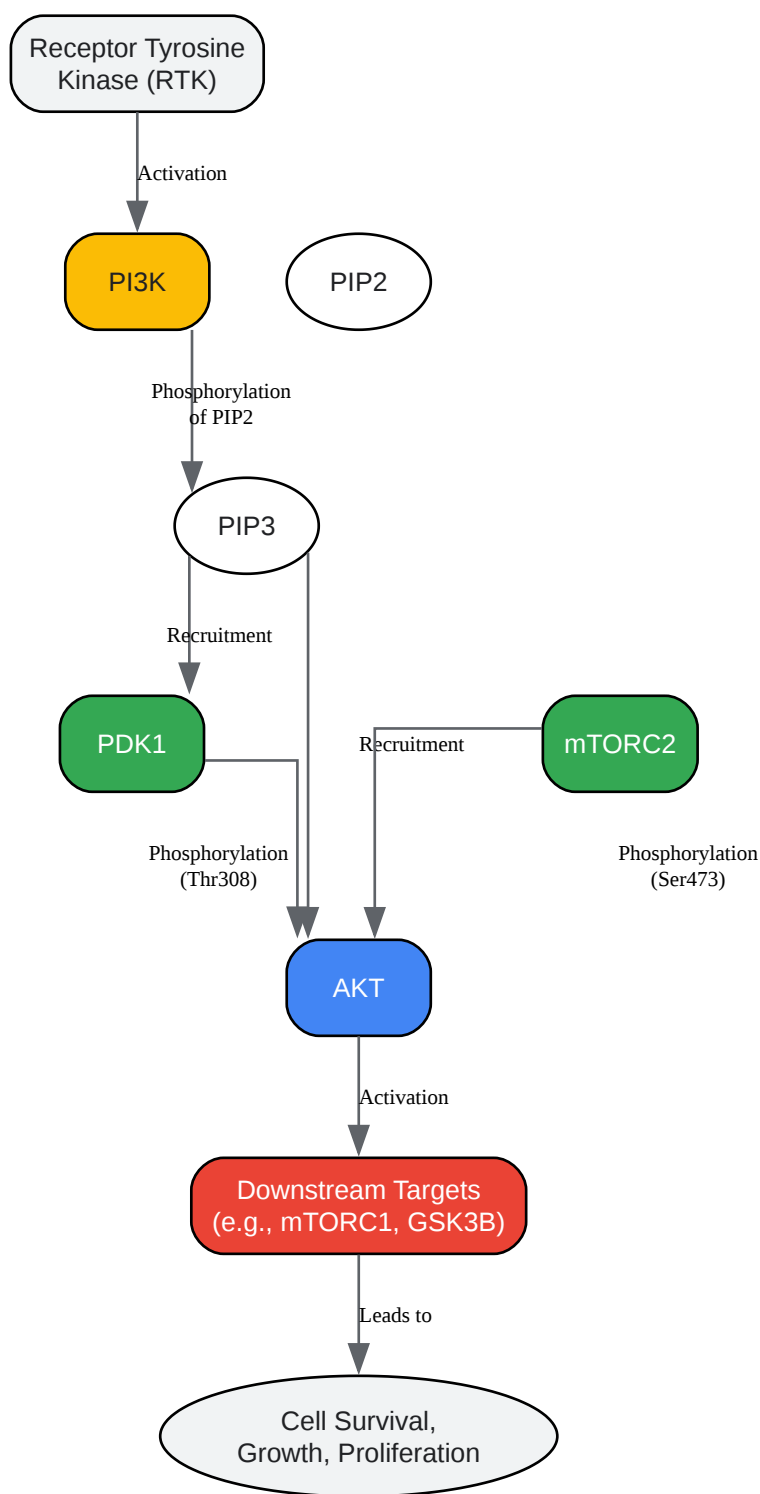 Receptor Tyrosine
Kinase (RTK)
Activation
PI3K
PIP2
Phosphorylation
of PIP2
PIP3
Recruitment
PDK1
Recruitment
mTORC2
Phosphorylation
(Thr308)
Phosphorylation
(Ser473)
AKT
Activation
Downstream Targets
(e.g., mTORC1, GSK3B)
Leads to
Cell Survival,
Growth, Proliferation